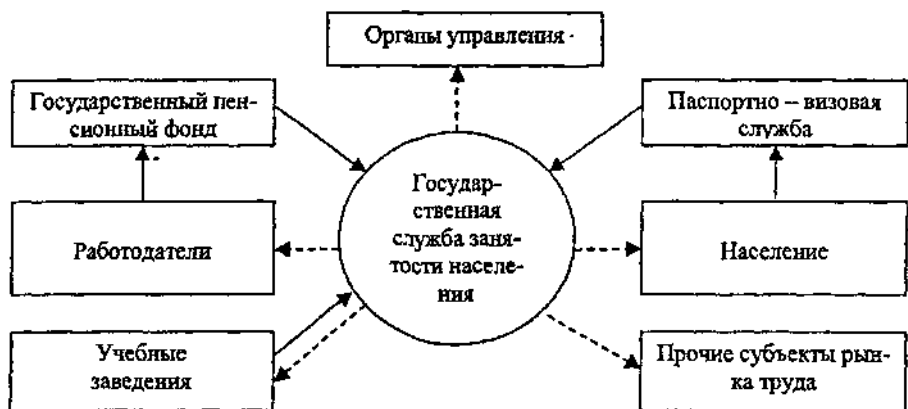 Органы управления
Государственный пен-
сионный фонд
Паспортно – визовая
служба
Государ-
ственная
служба заня-
тости населе-
ния
Работодатели
Население
Учебные
заведения
Прочие субъекты рын-
ка труда